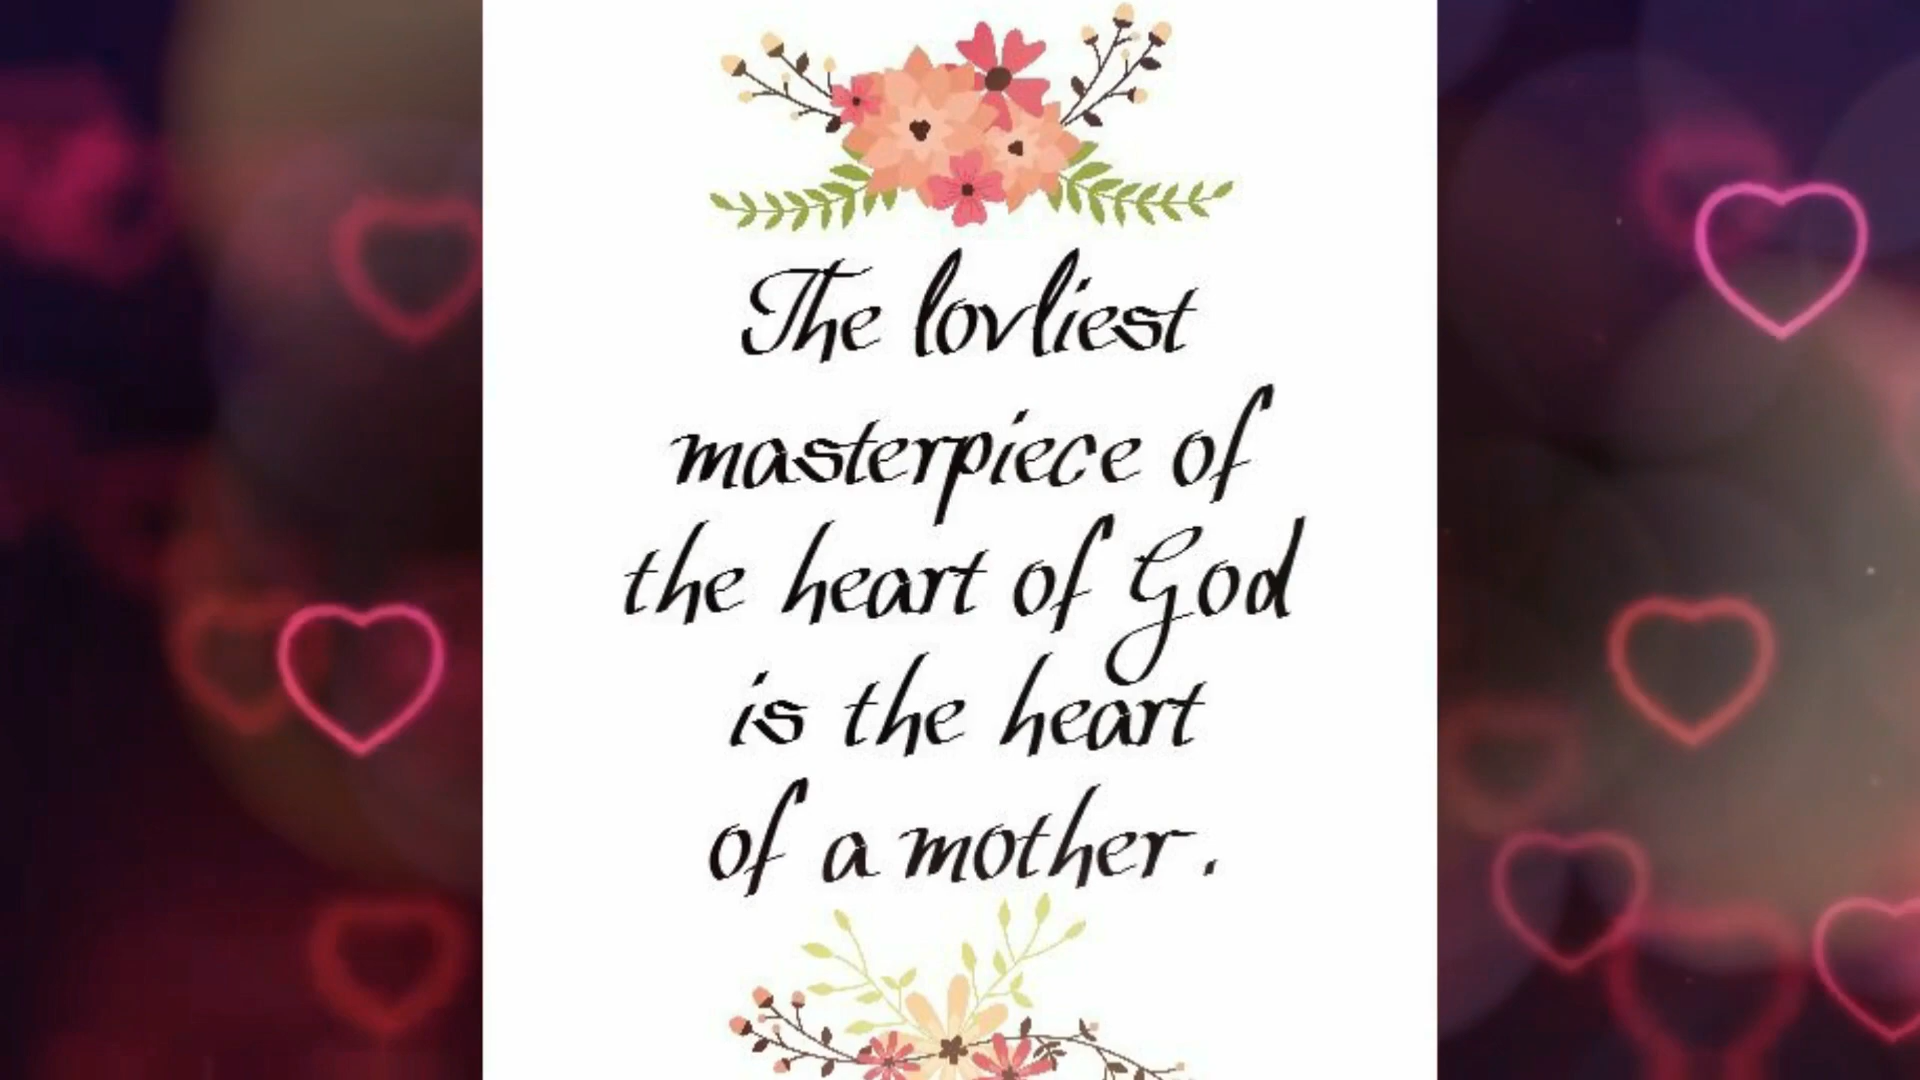 The lovliest
masterpiece of
the heart of God
is the heart
of a mother.